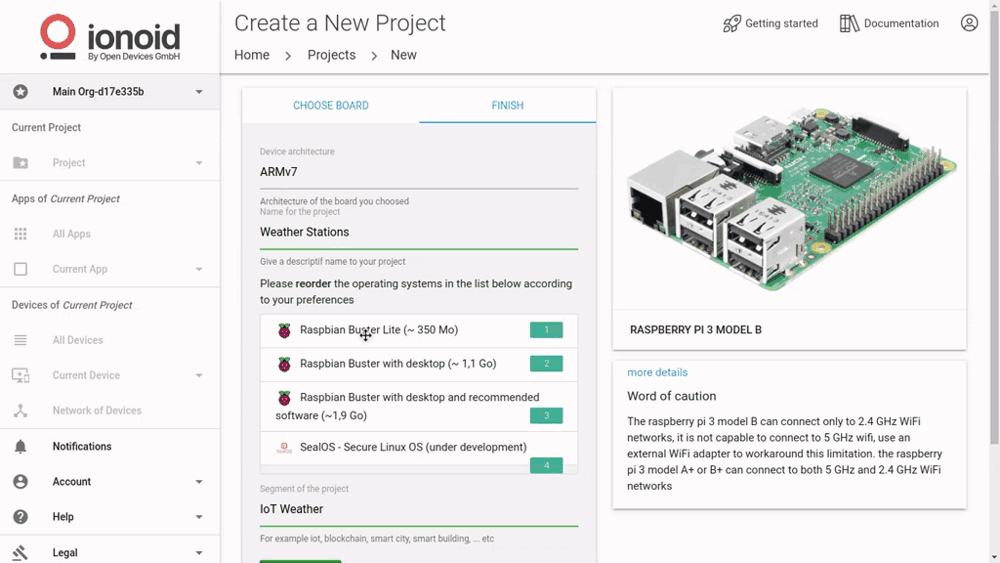 ionoid
By Open Devices GmbH
Create a New Project
Home > Projects > New
Getting started
Documentation
Main Org-d17e335b
Current Project
Project
Apps of Current Project
All Apps
Current App
Devices of Current Project
All Devices
Current Device
Network of Devices
Notifications
Account
Help
Legal
CHOOSE BOARD
FINISH
Device architecture
ARMv7
Architecture of the board you choosed
Name for the project
Weather Stations
Give a descriptif name to your project
Please reorder the operating systems in the list below according
to your preferences
Raspbian Buster Lite (~ 350 Mo)
1
Raspbian Buster with desktop (~ 1,1 Go)
2
Raspbian Buster with desktop and recommended
software (~1,9 Go)
3
SealOS - Secure Linux OS (under development)
4
Segment of the project
IoT Weather
For example iot, blockchain, smart city, smart building, ... etc
RASPBERRY PI 3 MODEL B
more details
Word of caution
The raspberry pi 3 model B can connect only to 2.4 GHz WiFi
networks, it is not capable to connect to 5 GHz wifi, use an
external WiFi adapter to workaround this limitation. the raspberry
pi 3 model A+ or B+ can connect to both 5 GHz and 2.4 GHz WiFi
networks